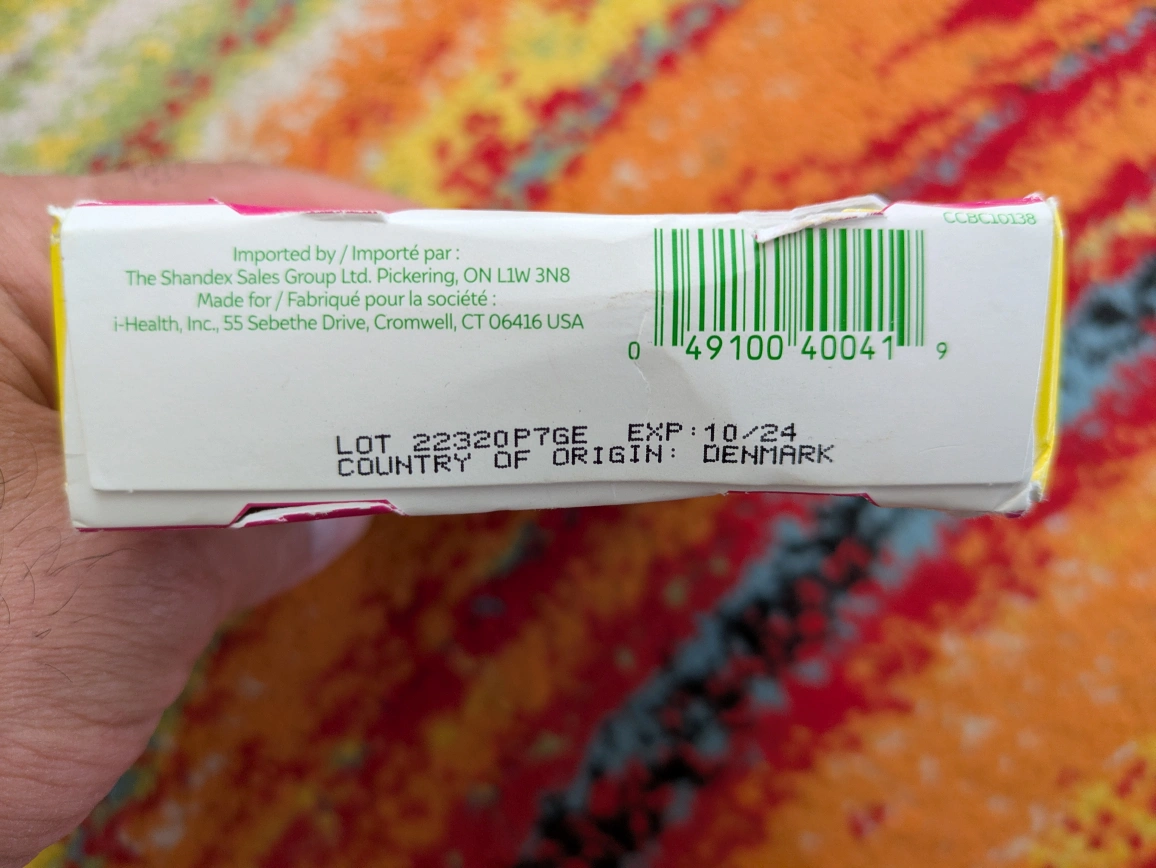 Imported by / Importé par :
The Shandex Sales Group Ltd. Pickering, ON L1W 3N8
Made for / Fabriqué pour la société :
i-Health, Inc., 55 Sebethe Drive, Cromwell, CT 06416 USA
CCBC10138
0 49100 40041 9
LOT 22320P7GE EXP:10/24
COUNTRY OF ORIGIN: DENMARK